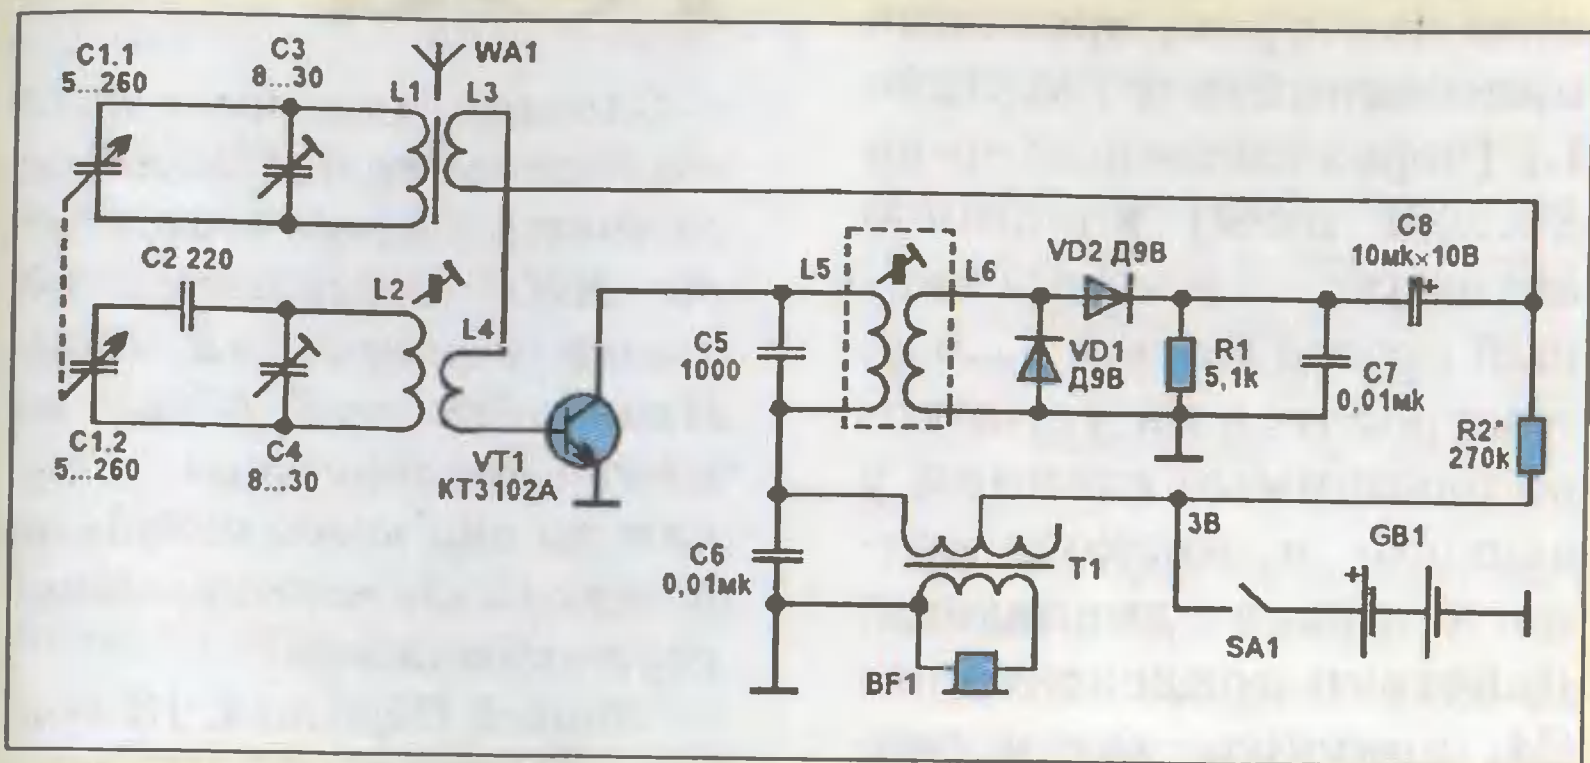 C1.1
5...260
C3
8...30
L1
WA1
L3
C2 220
L2
L4
C1.2
5...260
C4
8...30
VT1
КТ3102А
C5
1000
L5
L6
VD2 Д9В
VD1
Д9В
R1
5,1k
C8
10мк×10В
+
C7
0,01мк
R2*
270k
C6
0,01мк
T1
BF1
3В
SA1
GB1
+